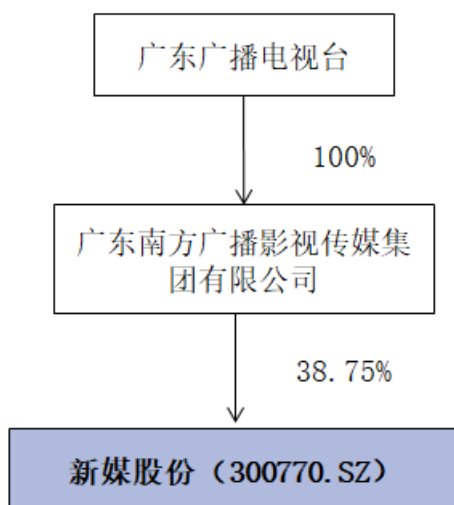 广东广播电视台
100%
广东南方广播影视传媒集
团有限公司
38.75%
新媒股份（300770.SZ）